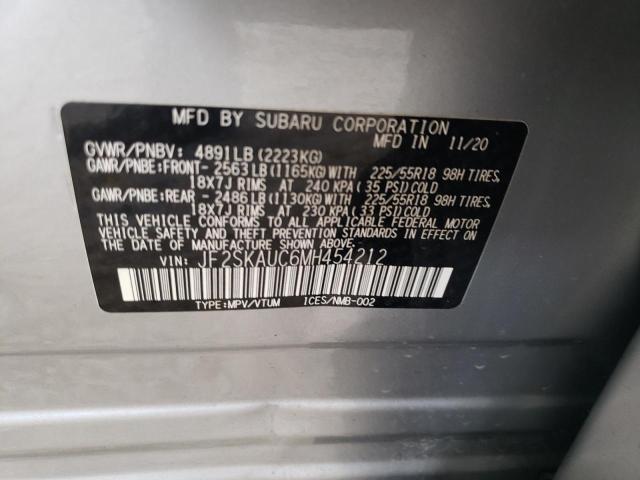 MFD BY SUBARU CORPORATION
MFD IN 11/20
GVWR/PNBV: 4891LB (2223KG)
GAWR/PNBE:FRONT- 2563LB (1165KG) WITH 225/55R18 98H TIRES,
18X7J RIMS AT 240 KPA (35 PSI) COLD
GAWR/PNBE:REAR -2486LB (1130KG) WITH 225/55R18 98H TIRES,
18X7J RIMS AT 230 KPA (33 PSI) COLD
THIS VEHICLE CONFORMS TO ALL APPLICABLE FEDERAL MOTOR
VEHICLE SAFETY AND THEFT PREVENTION STANDARDS IN EFFECT
ON THE DATE OF MANUFACTURE SHOWN ABOVE.
VIN: JF2SKAUC6MH454212
TYPE:MPV/VTUM ICES/NMB-002